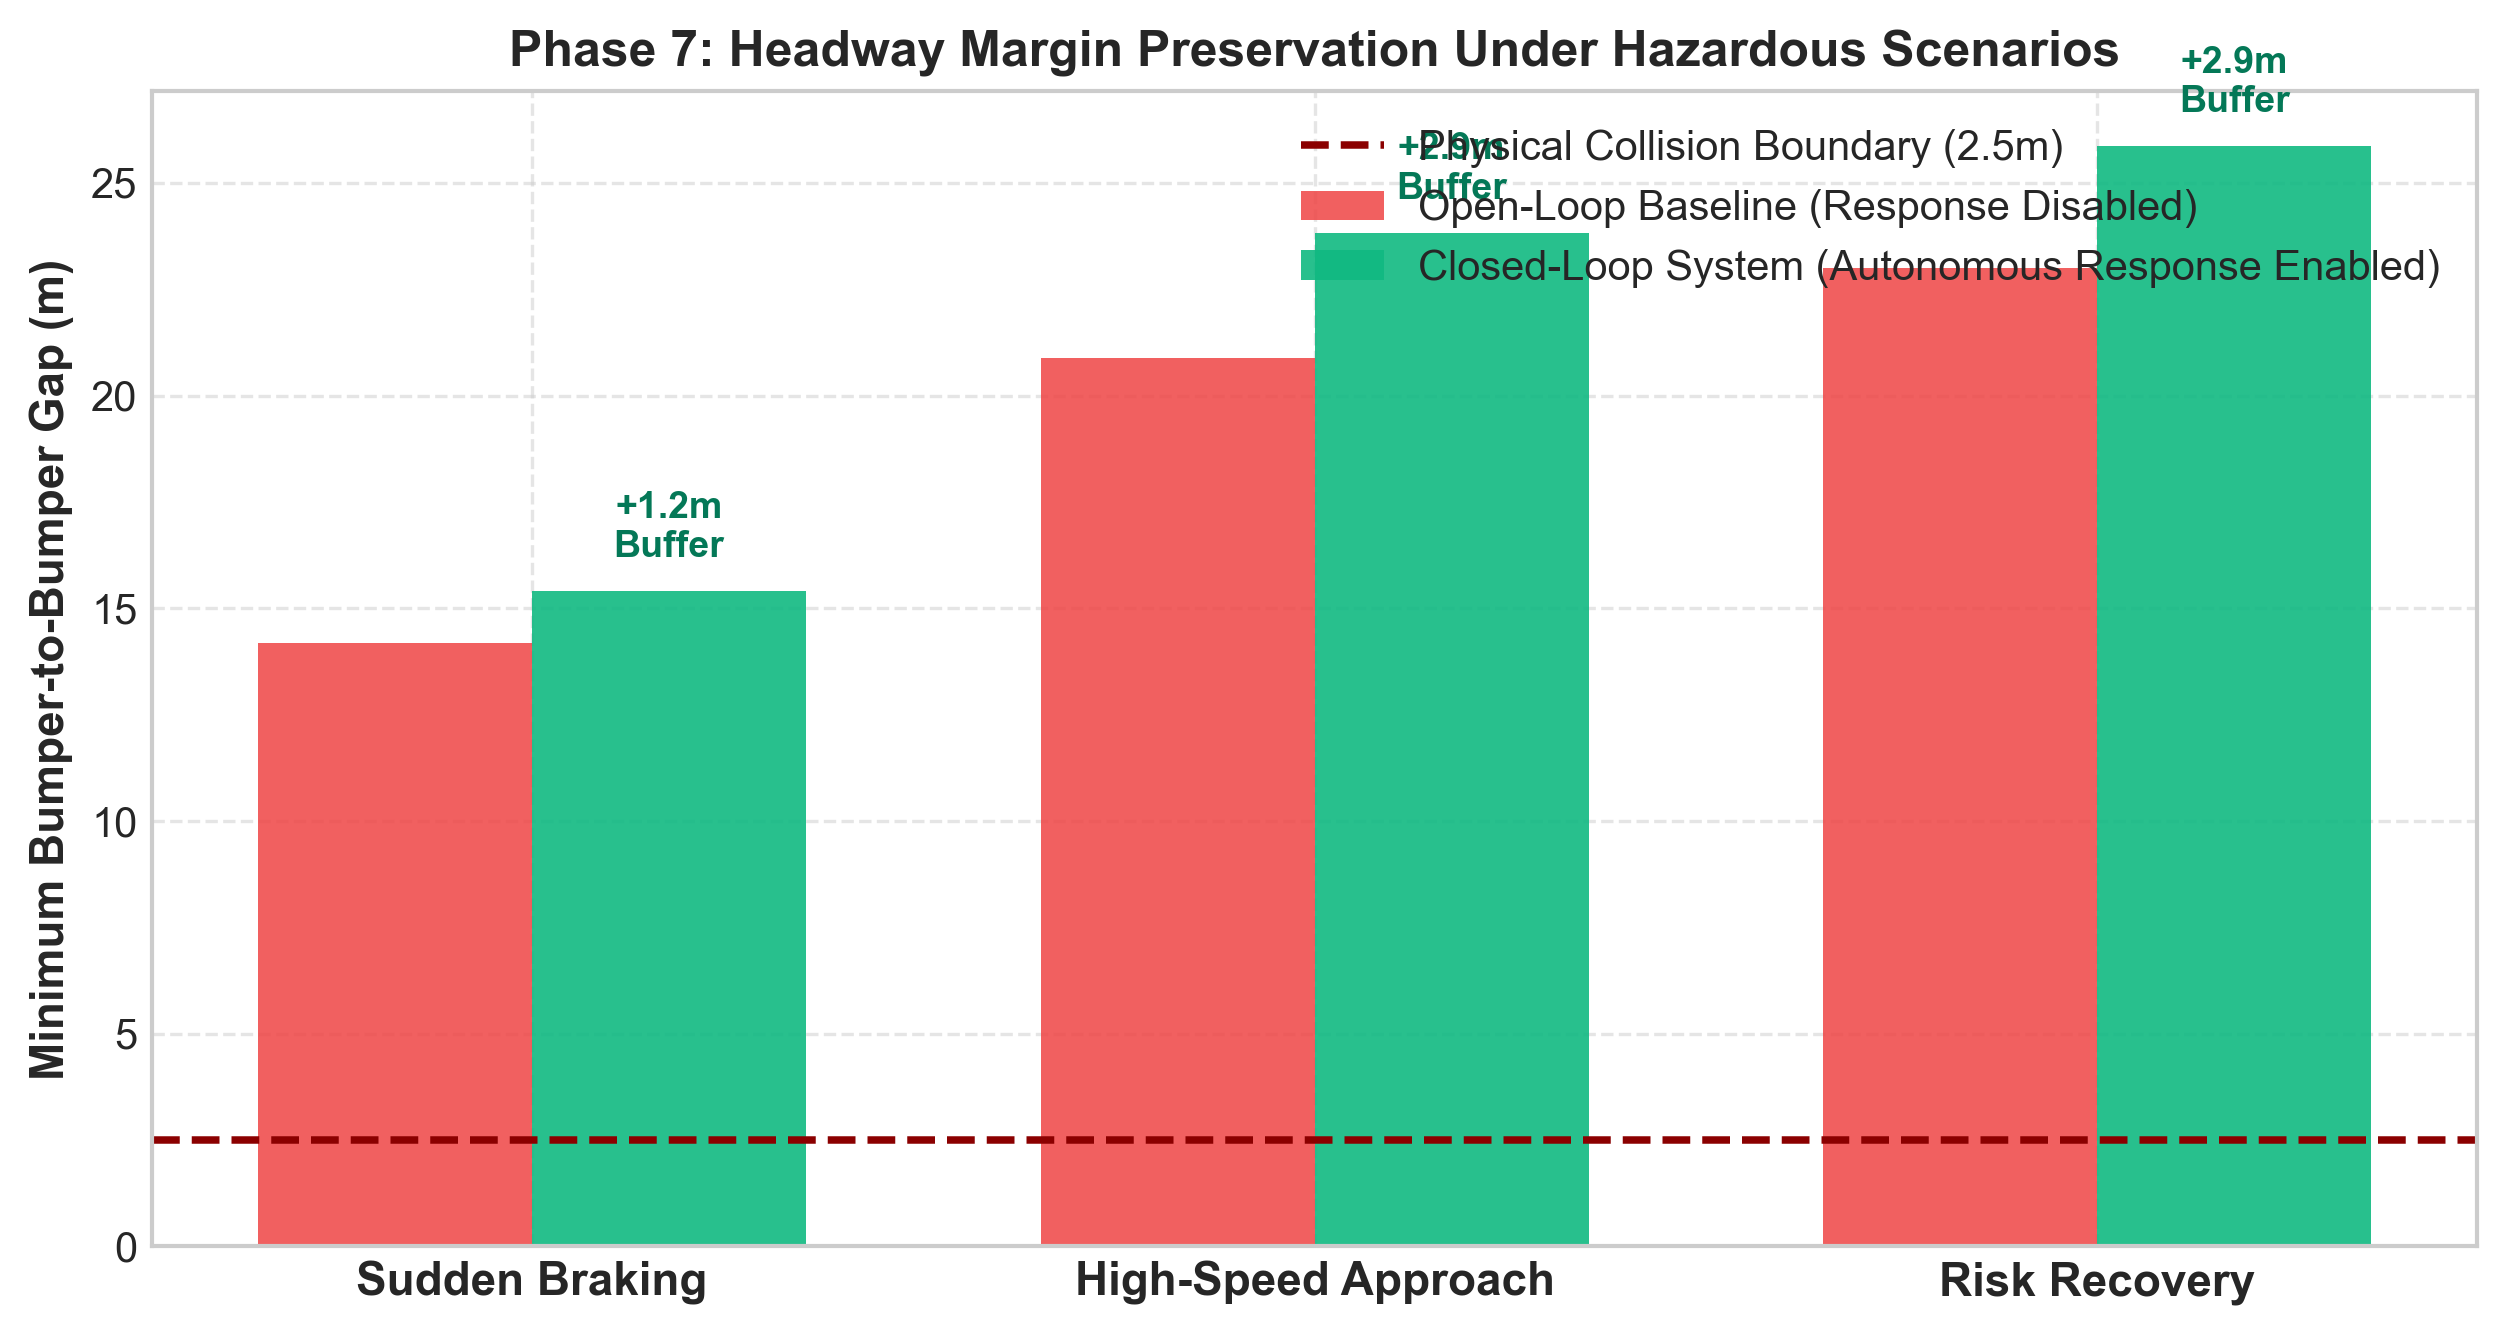 Phase 7: Headway Margin Preservation Under Hazardous Scenarios
+2.9m
Buffer
+2.9m
Buffer
Physical Collision Boundary (2.5m)
Open-Loop Baseline (Response Disabled)
Closed-Loop System (Autonomous Response Enabled)
+1.2m
Buffer
Minimum Bumper-to-Bumper Gap (m)
25
20
15
10
5
0
Sudden Braking
High-Speed Approach
Risk Recovery